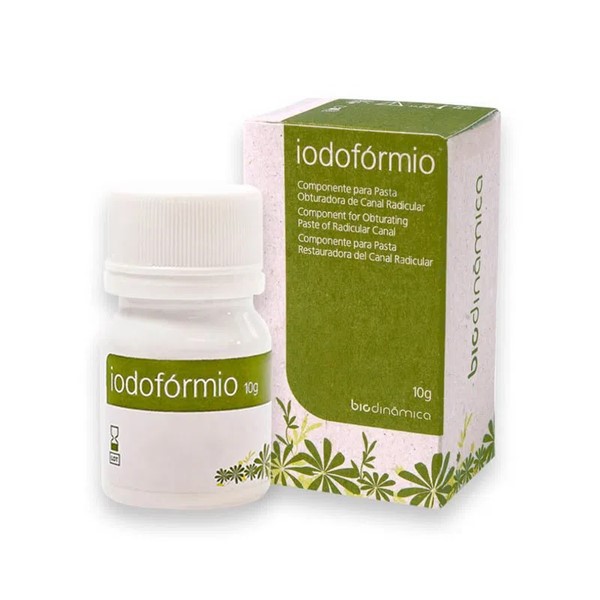 iodofórmio
Componente para Pasta
Obturadora de Canal Radicular
Component for Obturating
Paste of Radicular Canal
Componente para Pasta
Restauradora del Canal Radicular
10g
biodinâmica
biodinâmica
iodofórmio 10g
LOT